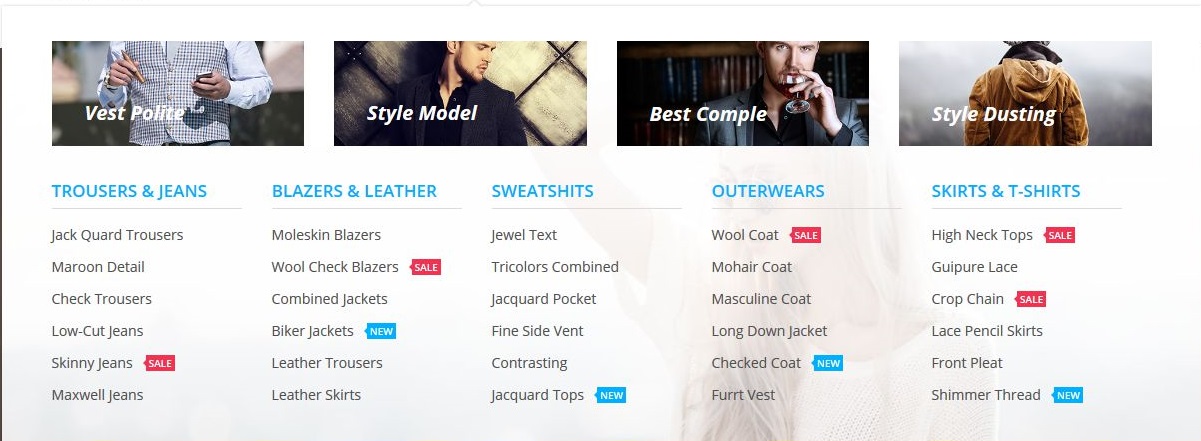 Vest Polite
Style Model
Best Comple
Style Dusting
TROUSERS & JEANS
Jack Quard Trousers
Maroon Detail
Check Trousers
Low-Cut Jeans
Skinny Jeans SALE
Maxwell Jeans
BLAZERS & LEATHER
Moleskin Blazers
Wool Check Blazers SALE
Combined Jackets
Biker Jackets NEW
Leather Trousers
Leather Skirts
SWEATSHITS
Jewel Text
Tricolors Combined
Jacquard Pocket
Fine Side Vent
Contrasting
Jacquard Tops NEW
OUTERWEARS
Wool Coat SALE
Mohair Coat
Masculine Coat
Long Down Jacket
Checked Coat NEW
Furrt Vest
SKIRTS & T-SHIRTS
High Neck Tops SALE
Guipure Lace
Crop Chain SALE
Lace Pencil Skirts
Front Pleat
Shimmer Thread NEW